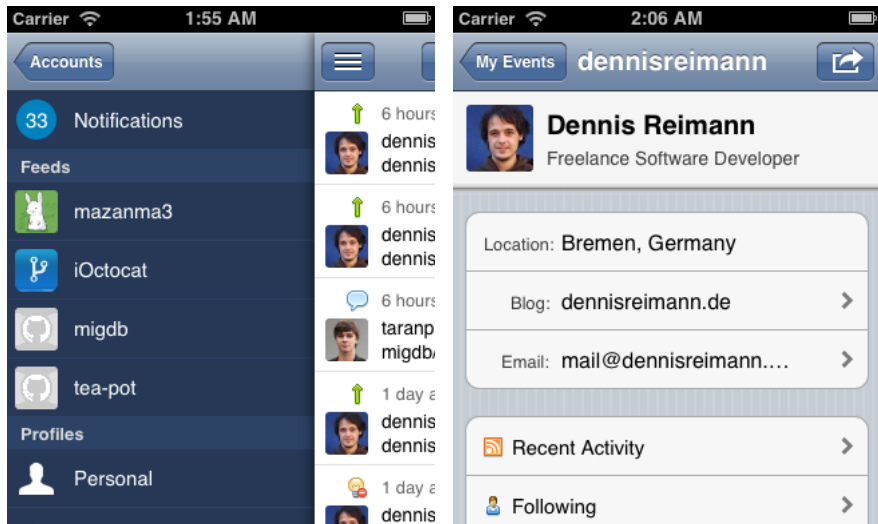 Carrier 1:55 AM
Accounts
33 Notifications
Feeds
mazanma3
iOctocat
migdb
tea-pot
Profiles
Personal
6 hours
dennis
dennis
6 hours
dennis
dennis
6 hours
taranp
migdb/
1 day a
dennis
dennis
1 day a
dennis
Carrier 2:06 AM
My Events dennisreimann
Dennis Reimann
Freelance Software Developer
Location: Bremen, Germany
Blog: dennisreimann.de
Email: mail@dennisreimann....
Recent Activity
Following